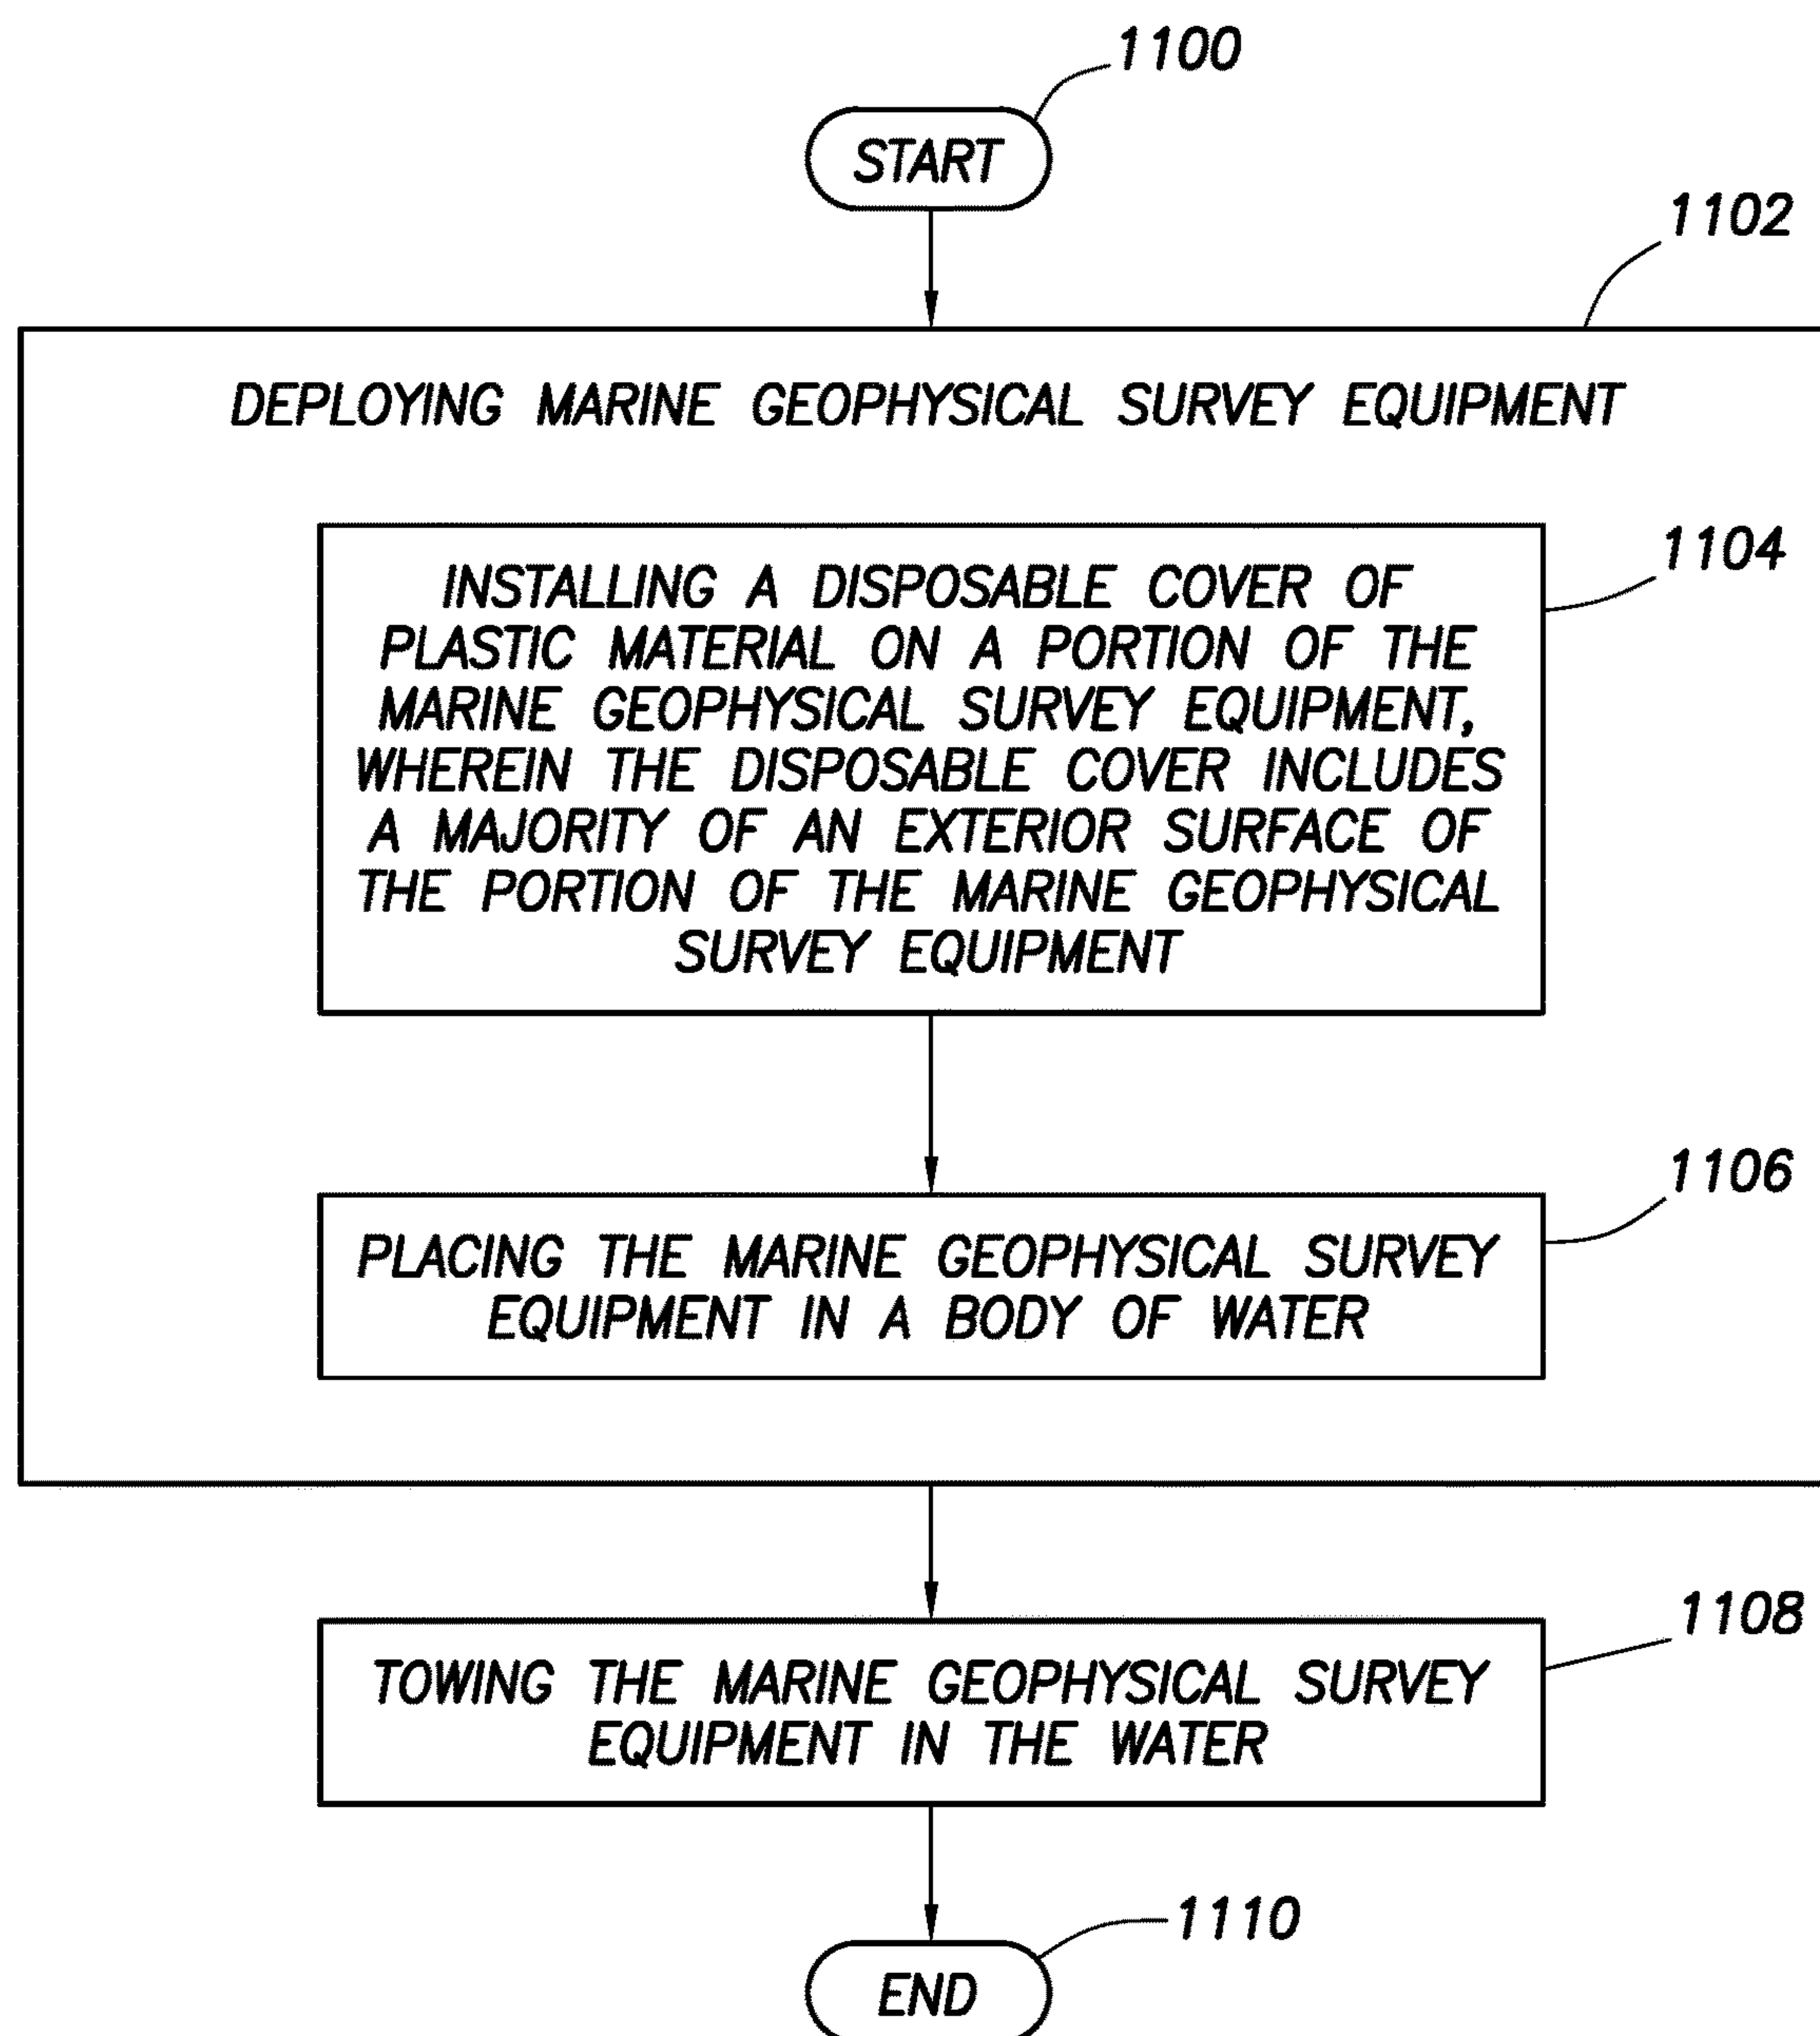 1100
START
1102
DEPLOYING MARINE GEOPHYSICAL SURVEY EQUIPMENT
1104
INSTALLING A DISPOSABLE COVER OF
PLASTIC MATERIAL ON A PORTION OF THE
MARINE GEOPHYSICAL SURVEY EQUIPMENT,
WHEREIN THE DISPOSABLE COVER INCLUDES
A MAJORITY OF AN EXTERIOR SURFACE OF
THE PORTION OF THE MARINE GEOPHYSICAL
SURVEY EQUIPMENT
1106
PLACING THE MARINE GEOPHYSICAL SURVEY
EQUIPMENT IN A BODY OF WATER
1108
TOWING THE MARINE GEOPHYSICAL SURVEY
EQUIPMENT IN THE WATER
1110
END